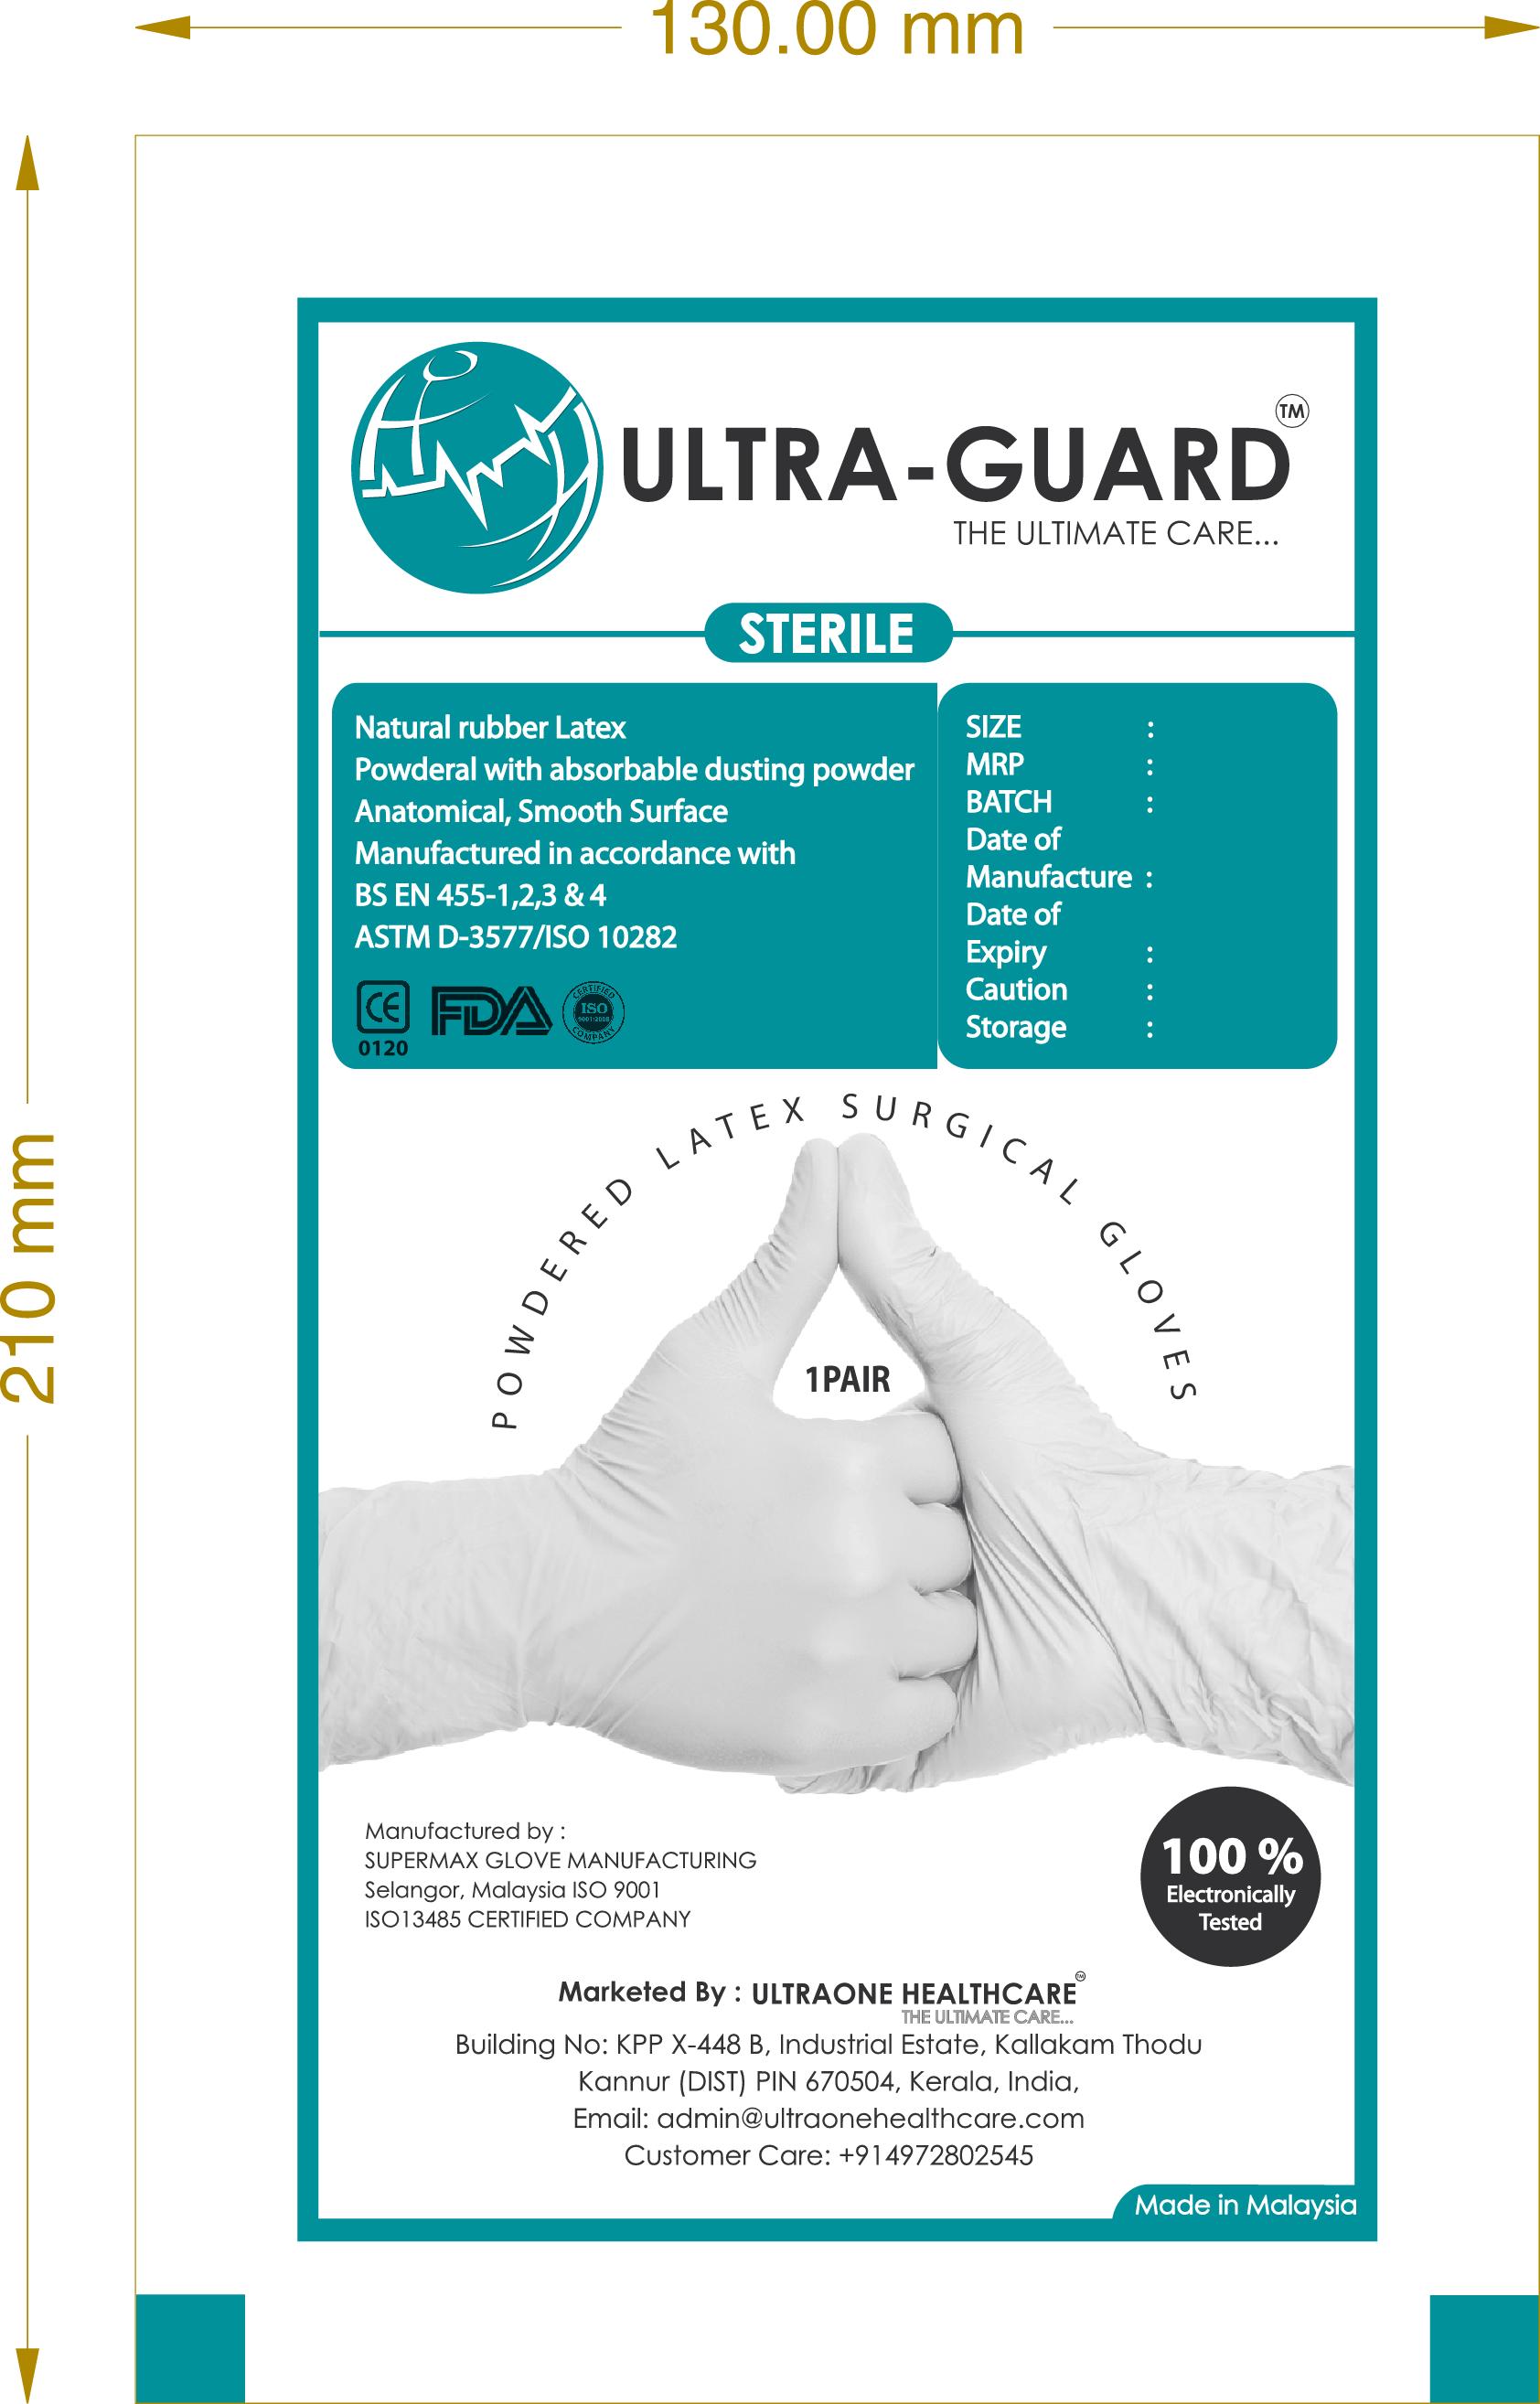 130.00 mm
210 mm
ULTRA-GUARD TM
THE ULTIMATE CARE...
STERILE
Natural rubber Latex
Powderal with absorbable dusting powder
Anatomical, Smooth Surface
Manufactured in accordance with
BS EN 455-1,2,3 & 4
ASTM D-3577/ISO 10282
CE
0120
FDA
CERTIFIED
ISO
9001:2008
COMPANY
SIZE :
MRP :
BATCH :
Date of
Manufacture :
Date of
Expiry :
Caution :
Storage :
POWDERED LATEX SURGICAL GLOVES
1PAIR
Manufactured by :
SUPERMAX GLOVE MANUFACTURING
Selangor, Malaysia ISO 9001
ISO13485 CERTIFIED COMPANY
100 %
Electronically
Tested
Marketed By : ULTRAONE HEALTHCARE TM
THE ULTIMATE CARE...
Building No: KPP X-448 B, Industrial Estate, Kallakam Thodu
Kannur (DIST) PIN 670504, Kerala, India,
Email: admin@ultraonehealthcare.com
Customer Care: +914972802545
Made in Malaysia